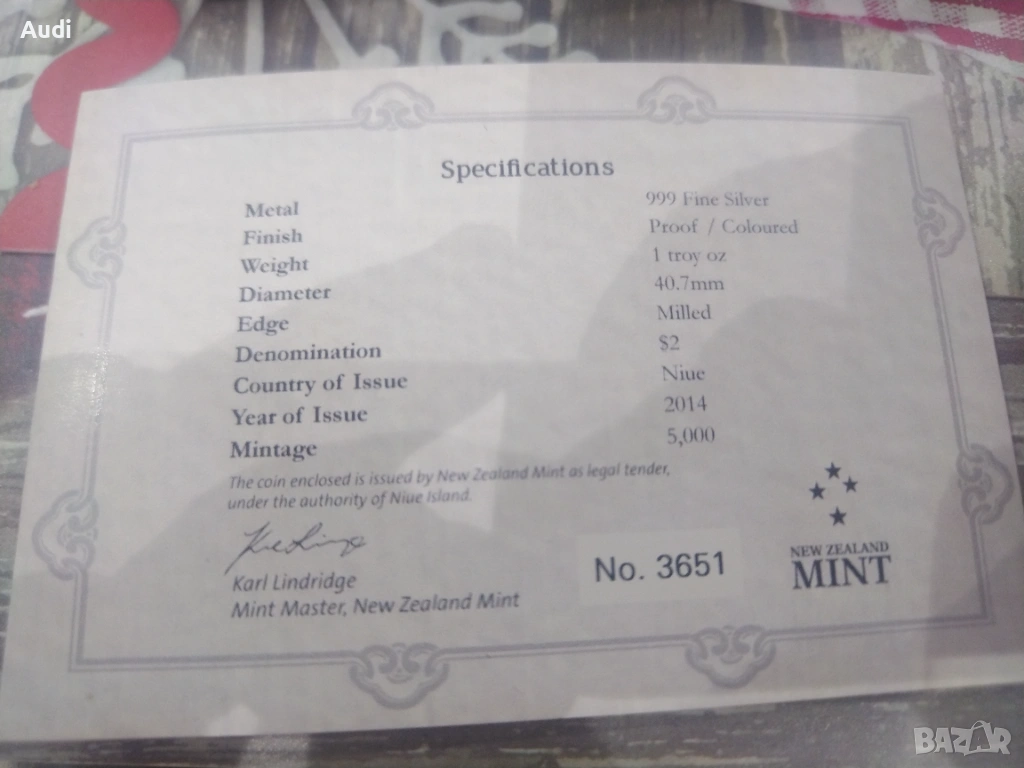 Audi
Specifications
Metal 999 Fine Silver
Finish Proof / Coloured
Weight 1 troy oz
Diameter 40.7mm
Edge Milled
Denomination $2
Country of Issue Niue
Year of Issue 2014
Mintage 5,000
The coin enclosed is issued by New Zealand Mint as legal tender,
under the authority of Niue Island.
Karl Lindridge
Mint Master, New Zealand Mint
No. 3651
NEW ZEALAND
MINT
BAZAR